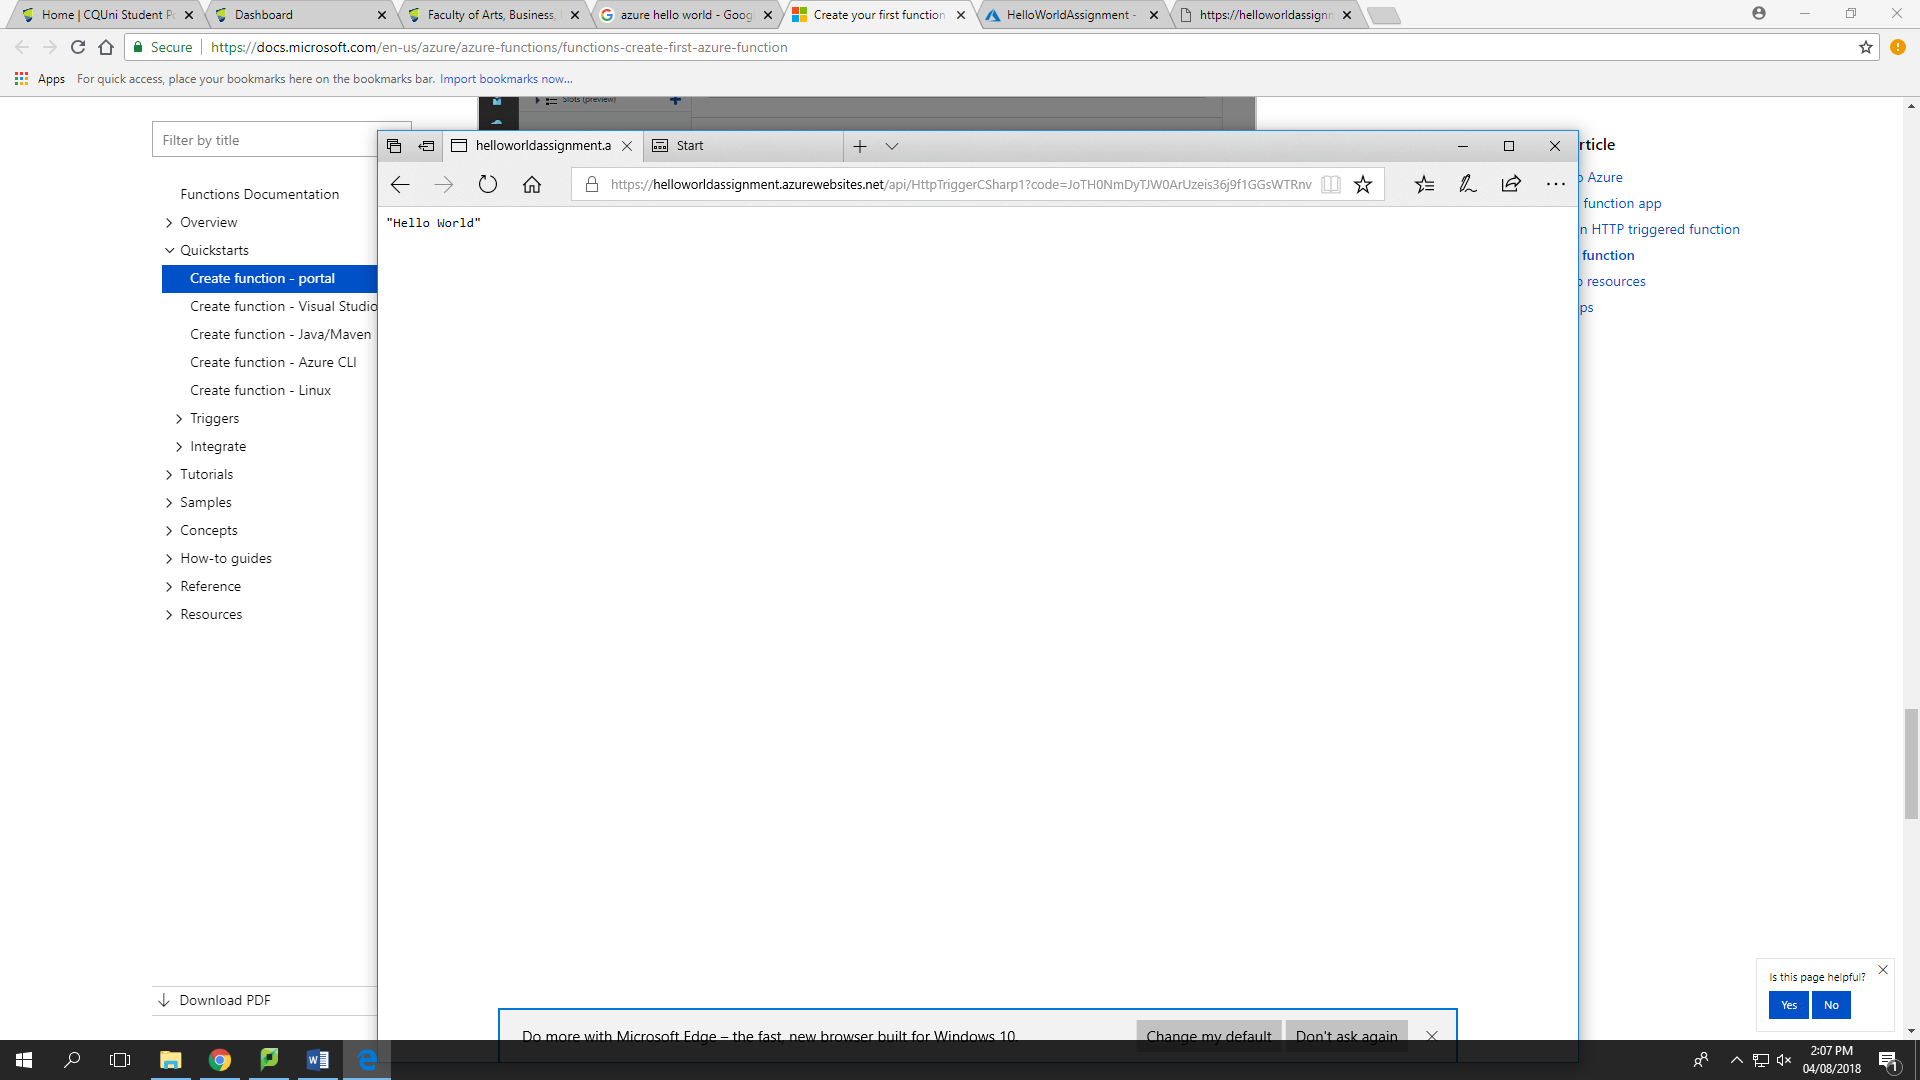 Home | CQUni Student Po
Dashboard
Faculty of Arts, Business,
azure hello world - Goog
Create your first function
HelloWorldAssignment -
https://helloworldassignm
Secure
https://docs.microsoft.com/en-us/azure/azure-functions/functions-create-first-azure-function
Apps
For quick access, place your bookmarks here on the bookmarks bar. Import bookmarks now...
Slots (preview)
Filter by title
Functions Documentation
Overview
Quickstarts
Create function - portal
Create function - Visual Studio
Create function - Java/Maven
Create function - Azure CLI
Create function - Linux
Triggers
Integrate
Tutorials
Samples
Concepts
How-to guides
Reference
Resources
Download PDF
helloworldassignment.a
Start
https://helloworldassignment.azurewebsites.net/api/HttpTriggerCSharp1?code=JoTH0NmDyTJW0ArUzeis36j9f1GGsWTRnv
"Hello World"
Do more with Microsoft Edge – the fast, new browser built for Windows 10.
Change my default
Don't ask again
rticle
o Azure
function app
n HTTP triggered function
function
o resources
ps
Is this page helpful?
Yes
No
2:07 PM
04/08/2018
1